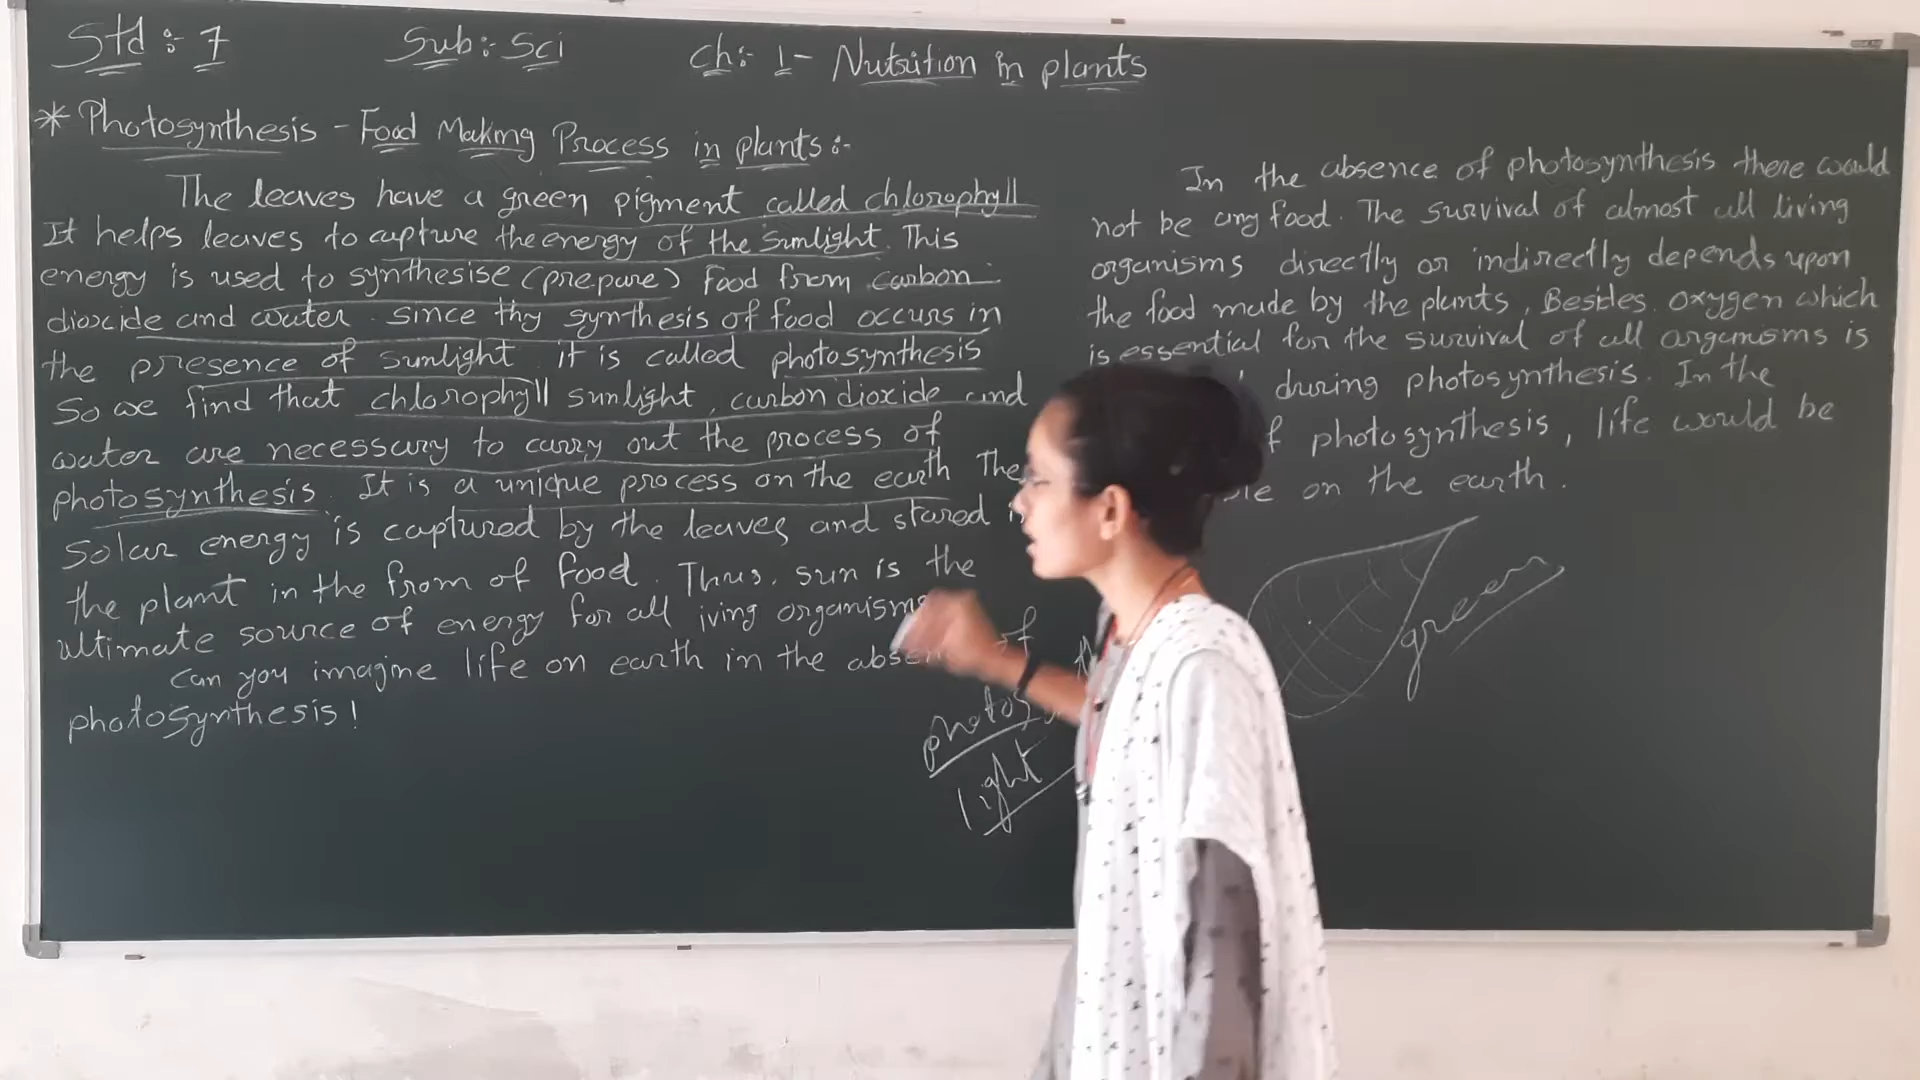 Std :- 7 Sub:- Sci Ch:- 1- Nutrition in plants
* Photosynthesis - Food Making Process in plants :-
The leaves have a green pigment called chlorophyll
It helps leaves to capture the energy of the sunlight. This
energy is used to synthesise (prepare) food from carbon
dioxide and water. since thy synthesis of food occurs in
the presence of sunlight it is called photosynthesis
So we find that chlorophyll sunlight, carbon dioxide and
water are necessary to carry out the process of
photosynthesis. It is a unique process on the earth The
solar energy is captured by the leaves and stared
the plant in the from of food. Thus, sun is the
ultimate source of energy for all iving organisms
Can you imagine life on earth in the of
photosynthesis!
light
In the absence of photosynthesis there would
not be any food. The survival of almost all living
organisms directly or indirectly depends upon
the food made by the plants, Besides oxygen which
is essential for the survival of all organisms is
during photosynthesis. In the
photosynthesis, life would be
on the earth.
green